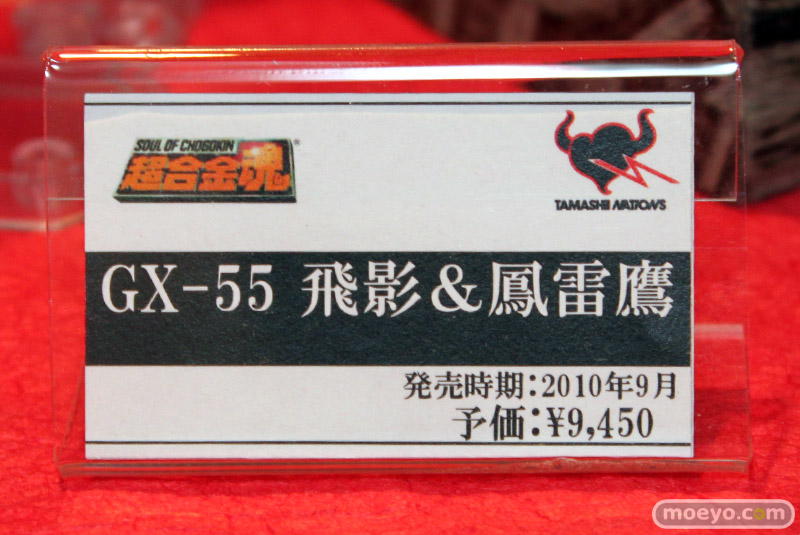 SOUL OF CHOGOKIN
超合金魂
TAMASHII NATIONS
GX-55 飛影&鳳雷鷹
発売時期:2010年9月
予価:¥9,450
moeyo.com